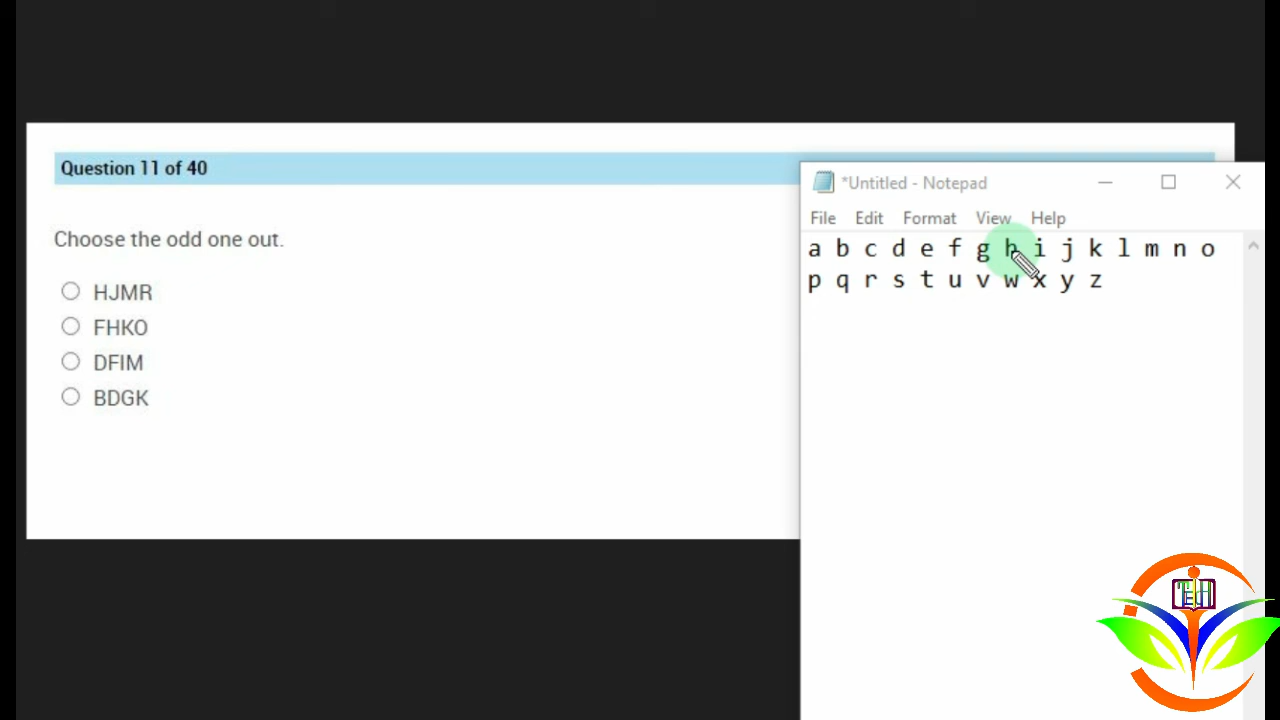 Question 11 of 40
Choose the odd one out.
HJMR
FHKO
DFIM
BDGK
*Untitled - Notepad
File Edit Format View Help
a b c d e f g h i j k l m n o
p q r s t u v w x y z